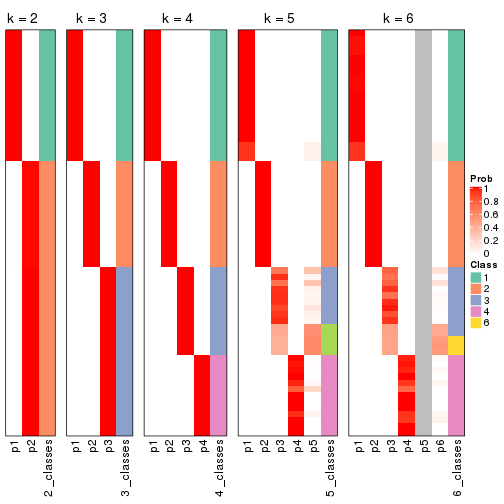 k = 2
k = 3
k = 4
k = 5
k = 6
p1
p2
2_classes
p1
p2
p3
3_classes
p1
p2
p3
p4
4_classes
p1
p2
p3
p4
p5
5_classes
p1
p2
p3
p4
p5
p6
6_classes
Prob
1
0.8
0.6
0.4
0.2
0
Class
1
2
3
4
6